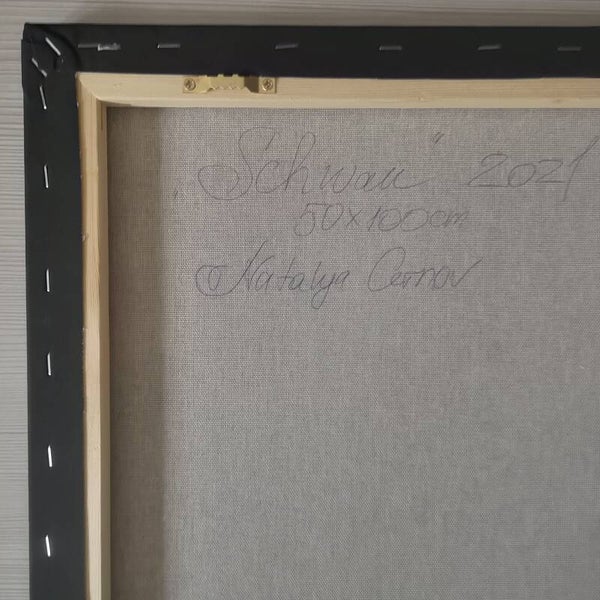 „Schwan“ 2021
50x100cm
Natalya Cernov